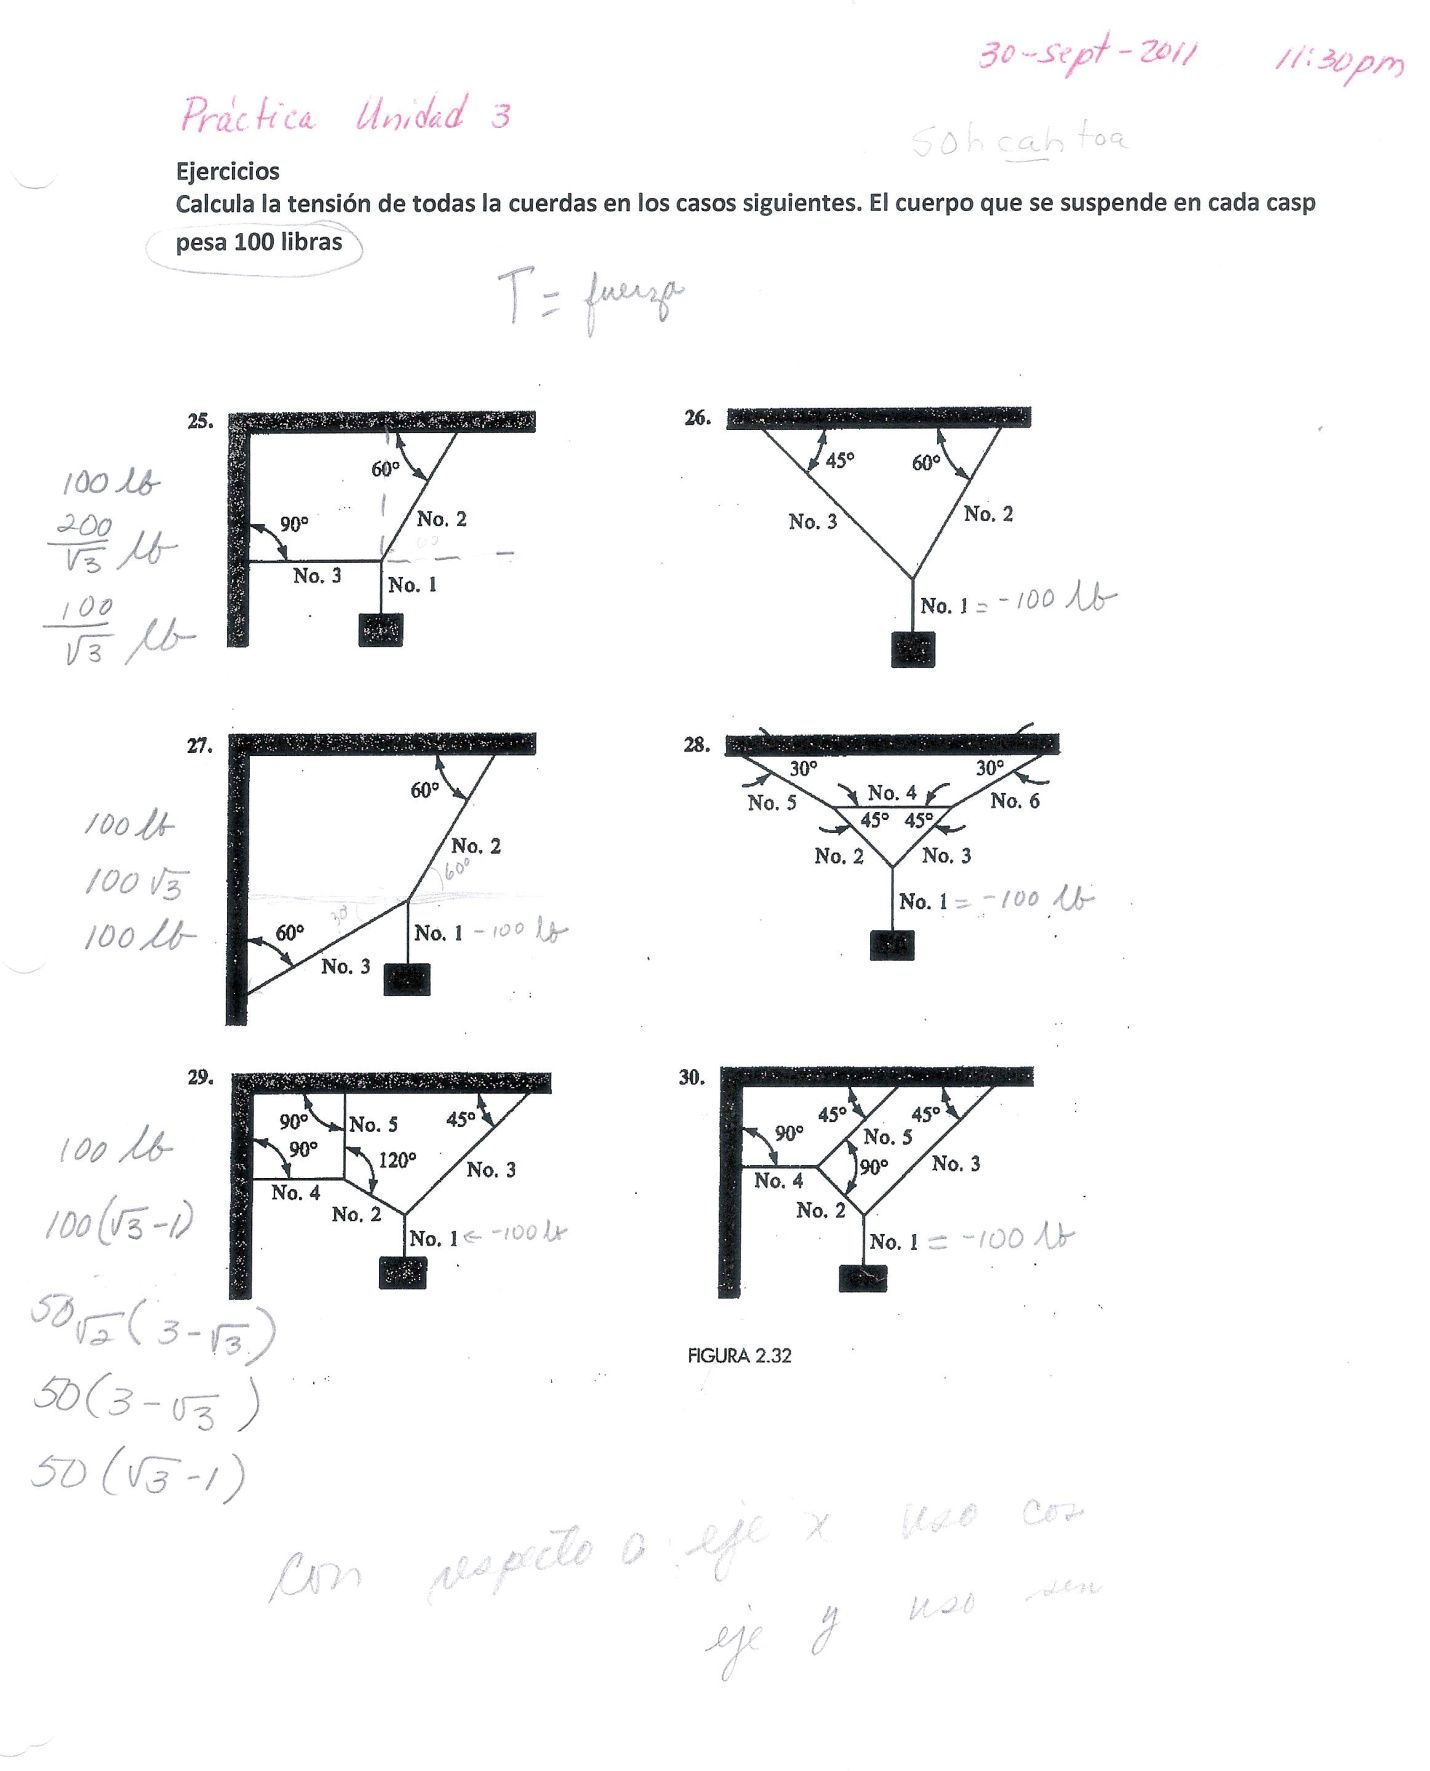 30-sept-2011 11:30pm
Práctica Unidad 3
sohcahtoa
Ejercicios
Calcula la tensión de todas la cuerdas en los casos siguientes. El cuerpo que se suspende en cada casp
pesa 100 libras
T = fuerza
25.
60°
90°
No. 2
No. 3
No. 1
100 lb
200/√3 lb
100/√3 lb
26.
45°
60°
No. 3
No. 2
No. 1 = -100 lb
27.
60°
No. 2
60°
30
60°
No. 1 -100 lb
No. 3
100 lb
100 √3
100 lb
28.
30° 30°
No. 4
No. 5 No. 6
45° 45°
No. 2 No. 3
No. 1 = -100 lb
29.
90° No. 5 45°
90° 120°
No. 4 No. 3
No. 2
No. 1 ← -100 lb
100 lb
100(√3-1)
50√2(3-√3)
50(3-√3)
50(√3-1)
30.
45° 45°
90° No. 5
90° No. 3
No. 4
No. 2
No. 1 = -100 lb
FIGURA 2.32
con respecto a eje x uso cos
eje y uso sen